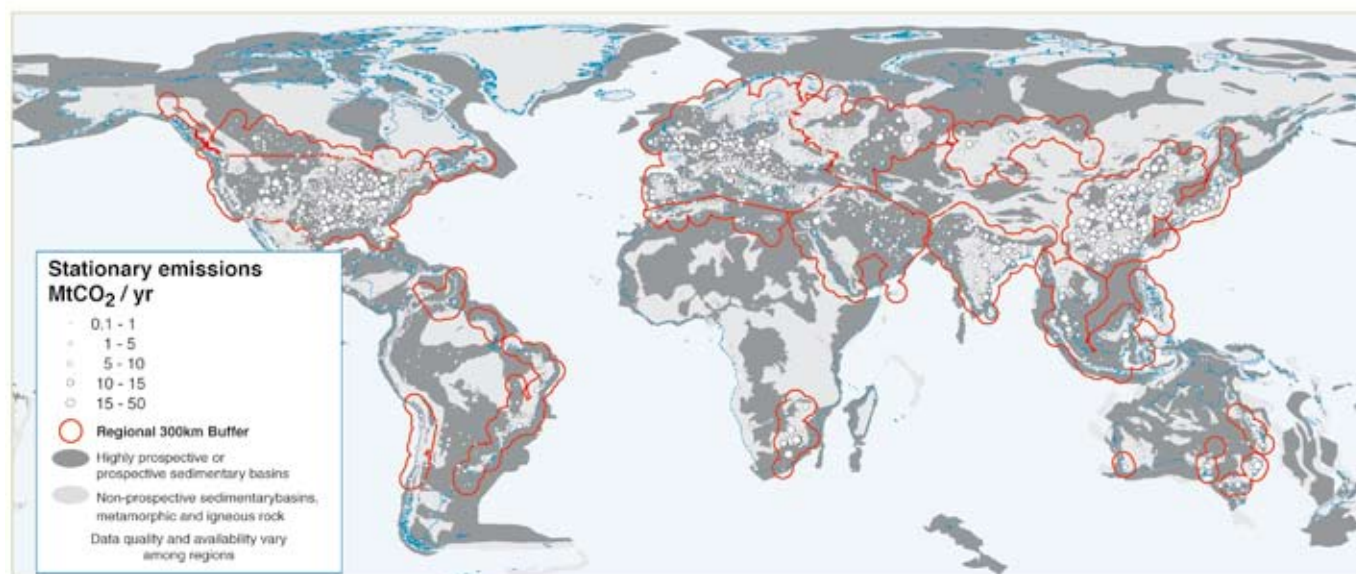 Stationary emissions
MtCO2 / yr
0.1 - 1
1 - 5
5 - 10
10 - 15
15 - 50
Regional 300km Buffer
Highly prospective or
prospective sedimentary basins
Non-prospective sedimentarybasins,
metamorphic and igneous rock
Data quality and availability vary
among regions